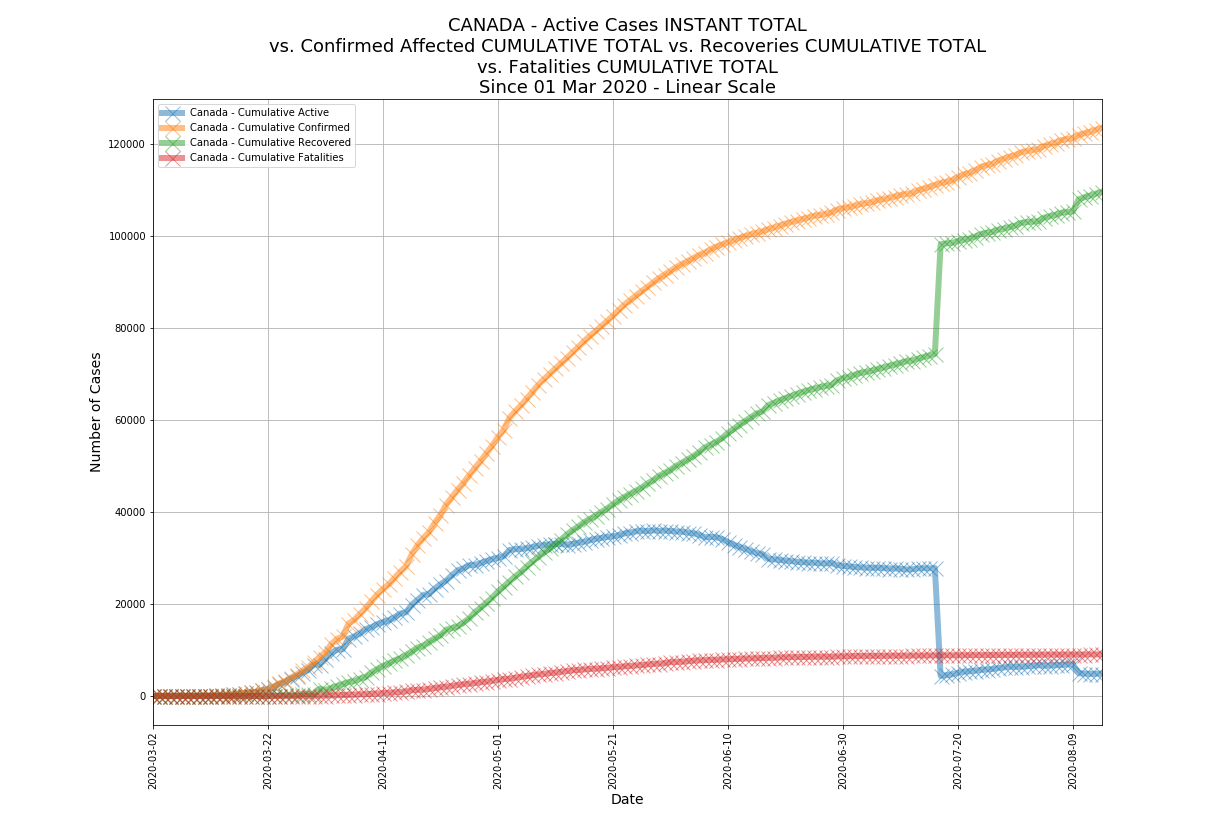 CANADA - Active Cases INSTANT TOTAL
vs. Confirmed Affected CUMULATIVE TOTAL vs. Recoveries CUMULATIVE TOTAL
vs. Fatalities CUMULATIVE TOTAL
Since 01 Mar 2020 - Linear Scale
Canada - Cumulative Active
Canada - Cumulative Confirmed
Canada - Cumulative Recovered
Canada - Cumulative Fatalities
Number of Cases
120000
100000
80000
60000
40000
20000
0
2020-03-02
2020-03-22
2020-04-11
2020-05-01
2020-05-21
2020-06-10
2020-06-30
2020-07-20
2020-08-09
Date